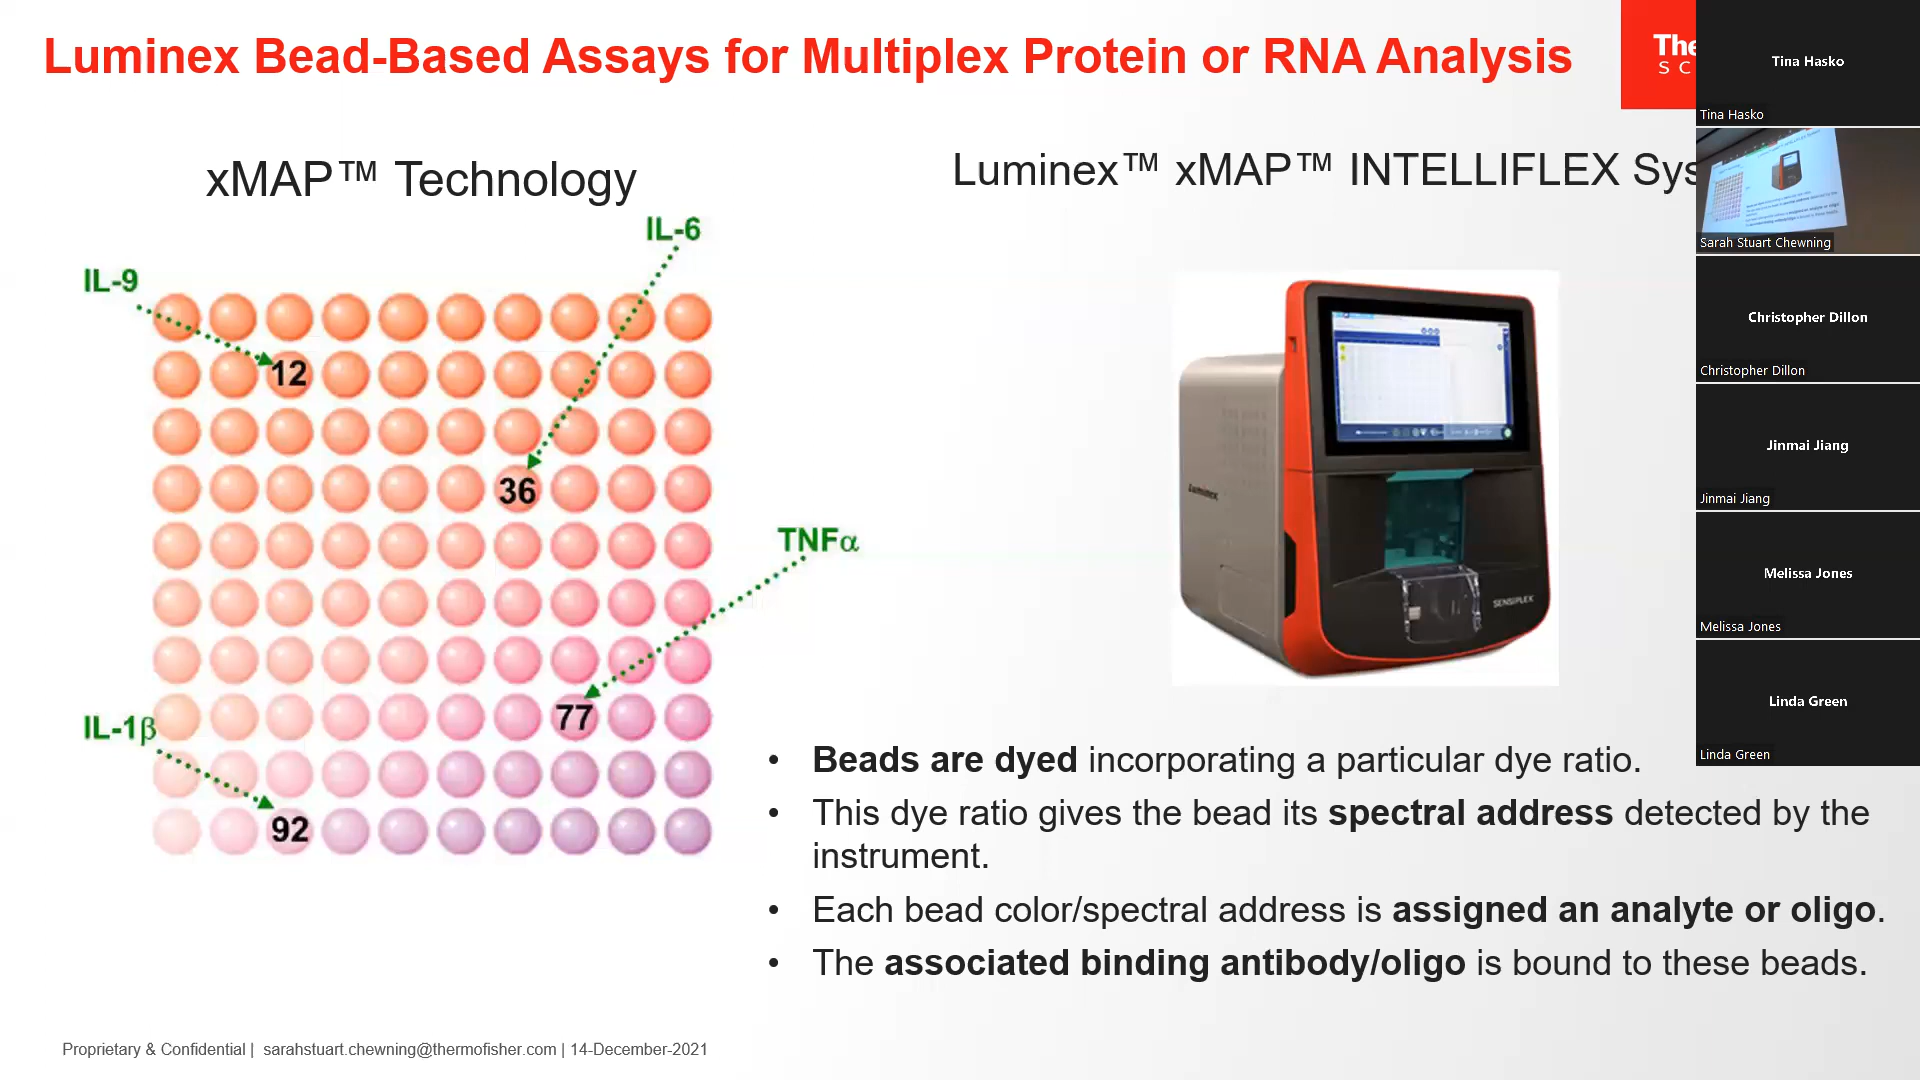 Luminex Bead-Based Assays for Multiplex Protein or RNA Analysis
The
SC
xMAP™ Technology
Luminex™ xMAP™ INTELLIFLEX Sys
IL-6
IL-9
12
36
TNFα
77
IL-1β
92
Luminex
SENSIPLEX
• Beads are dyed incorporating a particular dye ratio.
• This dye ratio gives the bead its spectral address detected by the
instrument.
• Each bead color/spectral address is assigned an analyte or oligo.
• The associated binding antibody/oligo is bound to these beads.
Proprietary & Confidential | sarahstuart.chewning@thermofisher.com | 14-December-2021
Tina Hasko
Tina Hasko
Sarah Stuart Chewning
Christopher Dillon
Christopher Dillon
Jinmai Jiang
Jinmai Jiang
Melissa Jones
Melissa Jones
Linda Green
Linda Green